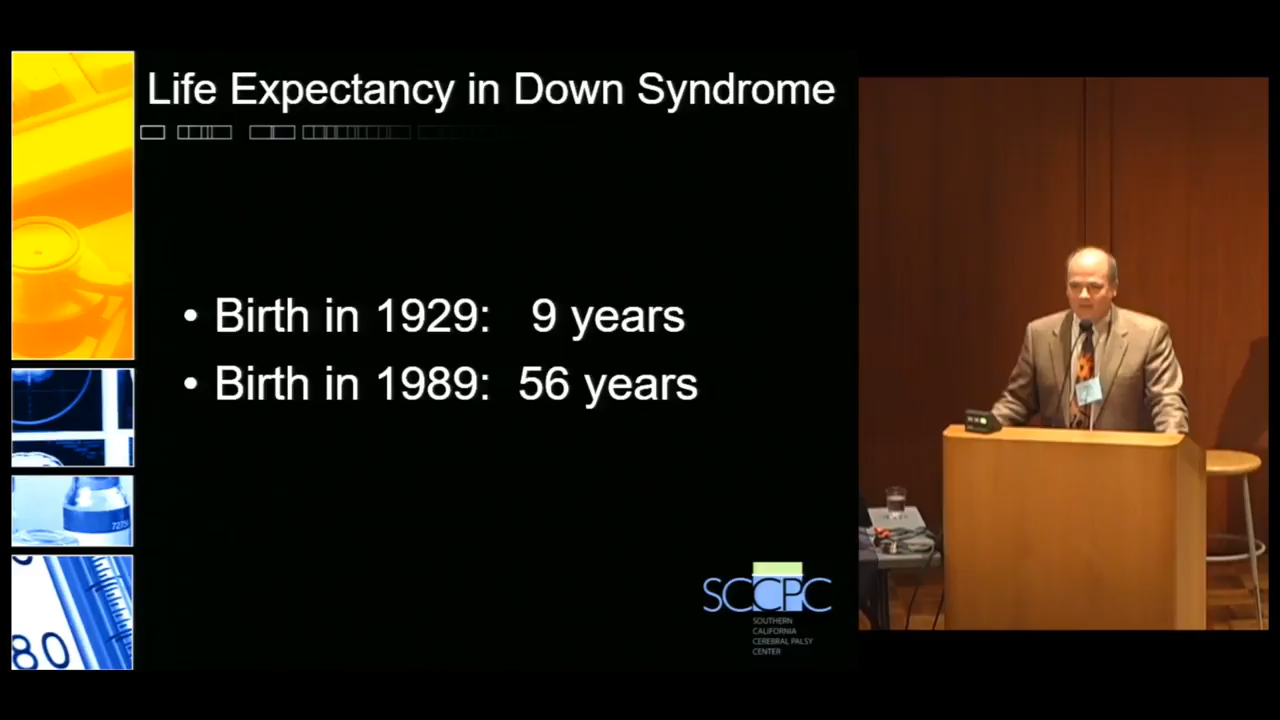 Life Expectancy in Down Syndrome
• Birth in 1929: 9 years
• Birth in 1989: 56 years
SCCPC
SOUTHERN
CALIFORNIA
CEREBRAL PALSY
CENTER
80